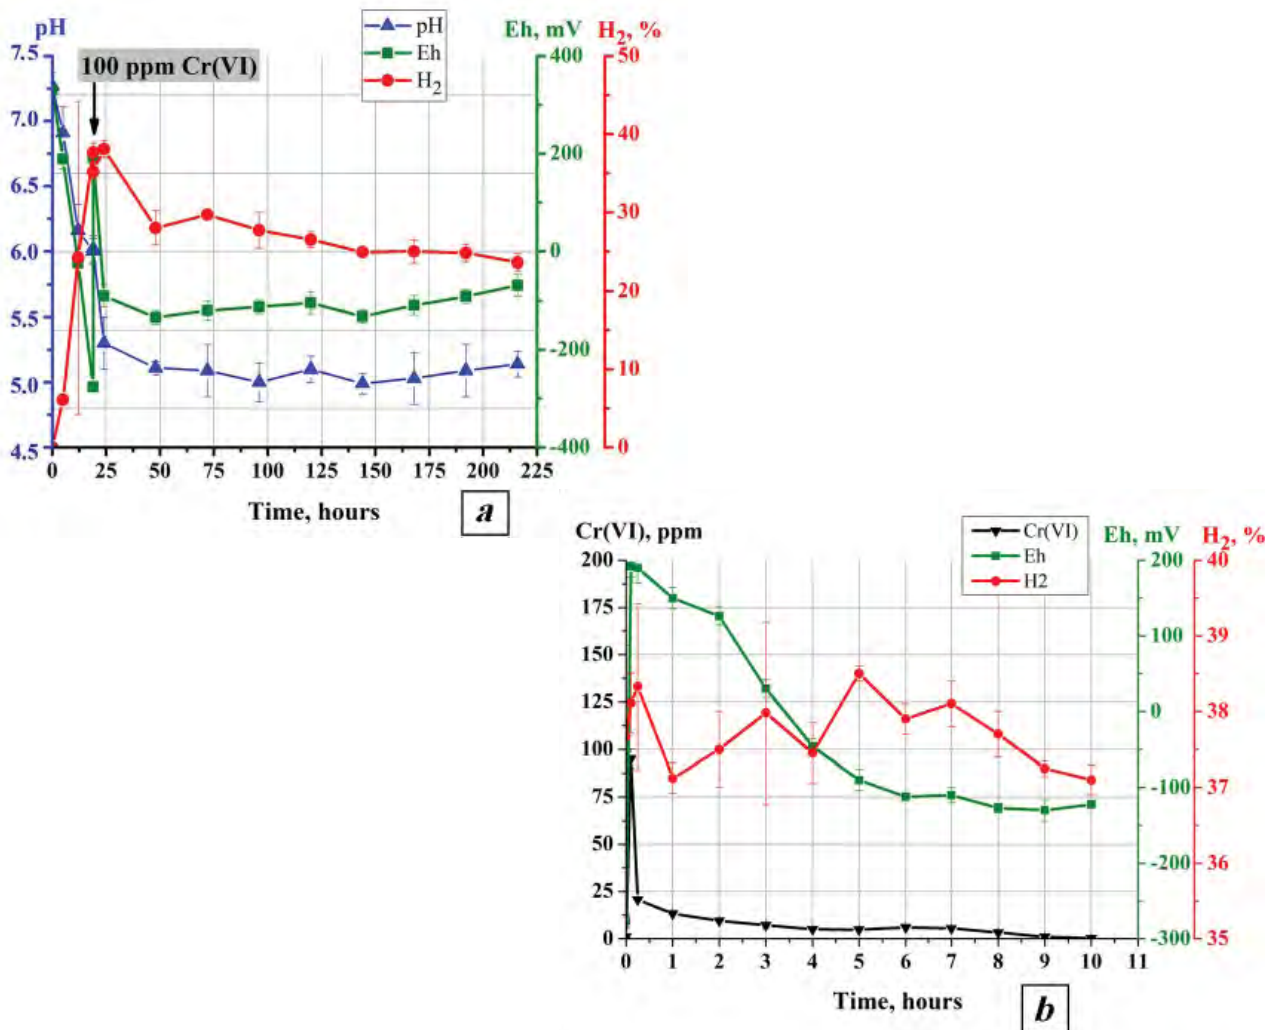 pH Eh, mV H2, %
pH
Eh
H2
100 ppm Cr(VI)
7.5
7.0
6.5
6.0
5.5
5.0
4.5
400
200
0
-200
-400
50
40
30
20
10
0
0 25 50 75 100 125 150 175 200 225
Time, hours
a
Cr(VI), ppm Eh, mV H2, %
Cr(VI)
Eh
H2
200
175
150
125
100
75
50
25
0
200
100
0
-100
-200
-300
40
39
38
37
36
35
0 1 2 3 4 5 6 7 8 9 10 11
Time, hours
b